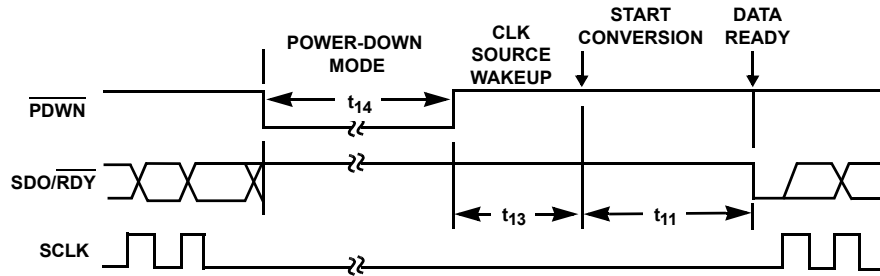 POWER-DOWN
MODE
CLK
SOURCE
WAKEUP
START
CONVERSION
DATA
READY
PDWN
t14
SDO/RDY
t13
t11
SCLK